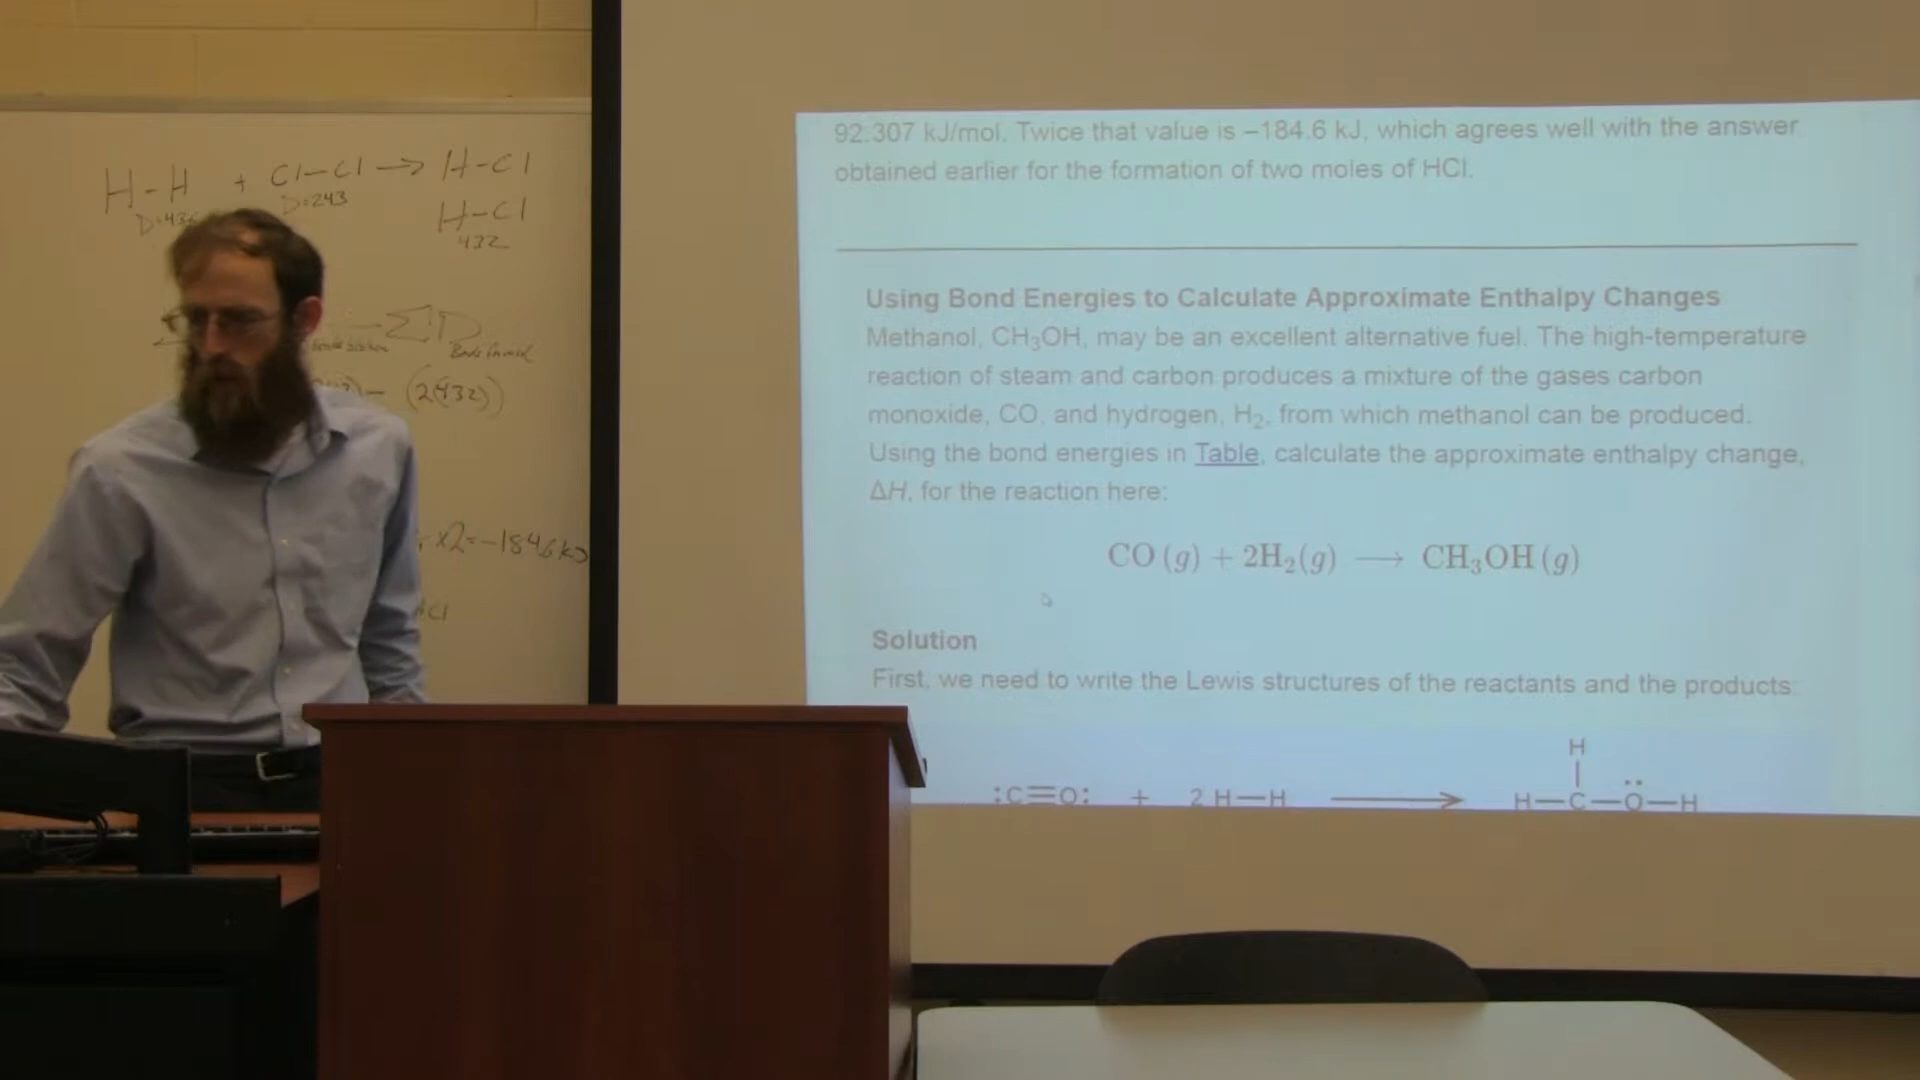 H-H + Cl-Cl → H-Cl
D=243
H-Cl
432
ΣD
Bonds formed
- (2(432))
x2=-184.6 kJ
92.307 kJ/mol. Twice that value is –184.6 kJ, which agrees well with the answer
obtained earlier for the formation of two moles of HCl.
Using Bond Energies to Calculate Approximate Enthalpy Changes
Methanol, CH₃OH, may be an excellent alternative fuel. The high-temperature
reaction of steam and carbon produces a mixture of the gases carbon
monoxide, CO, and hydrogen, H₂, from which methanol can be produced.
Using the bond energies in Table, calculate the approximate enthalpy change,
ΔH, for the reaction here:
CO (g) + 2H₂(g) ⟶ CH₃OH (g)
Solution
First, we need to write the Lewis structures of the reactants and the products:
H
:C≡O: + 2 H—H ⟶ H—C—O—H